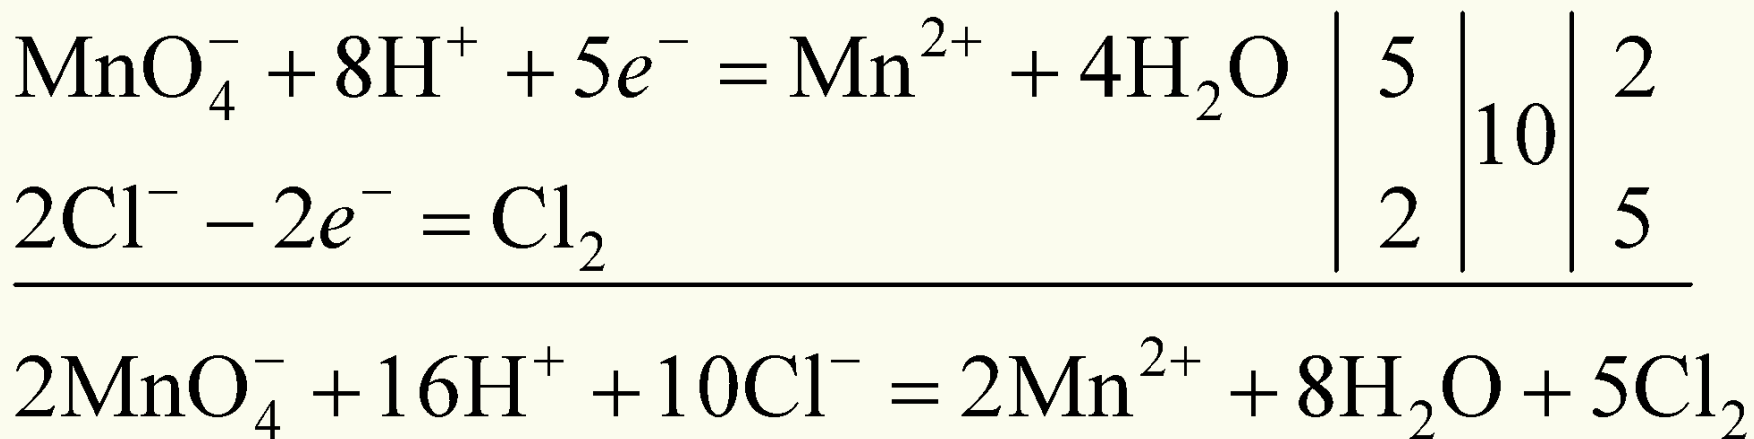 MnO₄⁻ + 8H⁺ + 5e⁻ = Mn²⁺ + 4H₂O | 5 | 10 | 2
2Cl⁻ − 2e⁻ = Cl₂ | 2 | | 5
2MnO₄⁻ + 16H⁺ + 10Cl⁻ = 2Mn²⁺ + 8H₂O + 5Cl₂